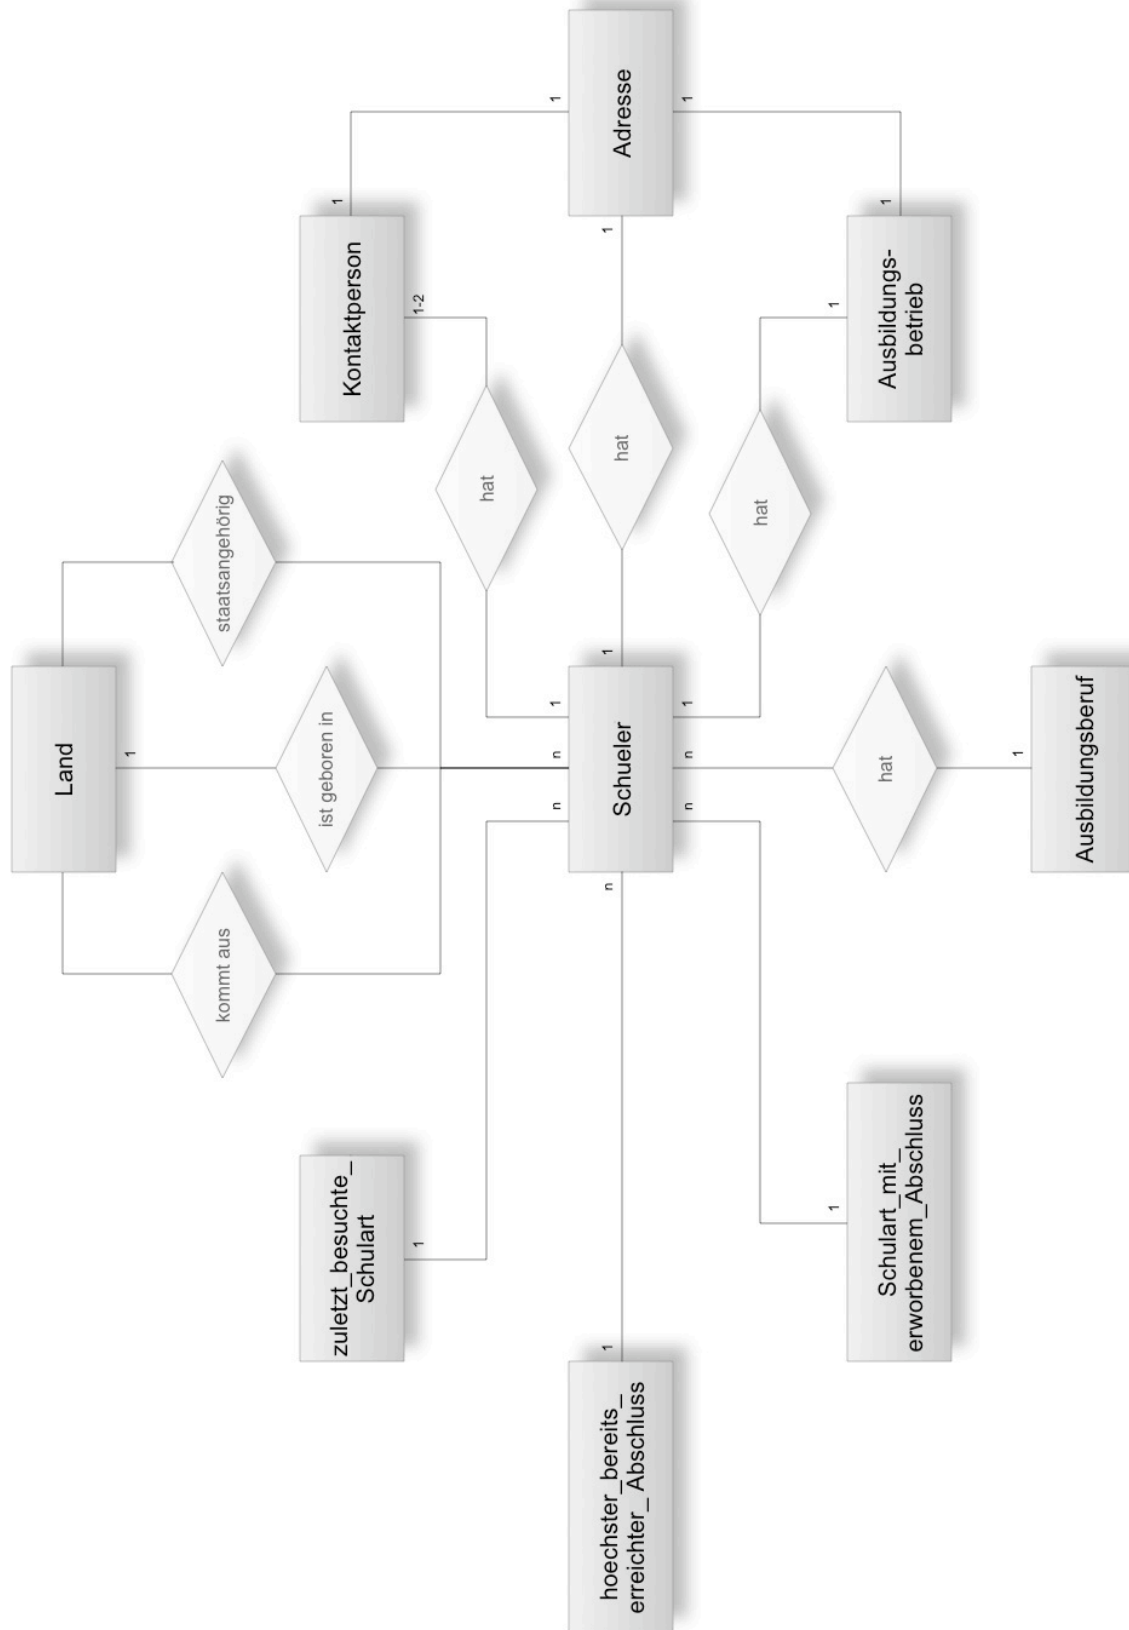 Land
1
kommt aus
staatsangehörig
ist geboren in
zuletzt_besuchte_
Schulart
Kontaktperson
1
1
1-2
hat
n
n
1
1
hoechster_bereits_
erreichter_ Abschluss
1
n
Schueler
1
hat
1
Adresse
n
n
1
1
hat
1
1
Schulart_mit_
erworbenem_Abschluss
hat
Ausbildungs-
betrieb
1
1
Ausbildungsberuf